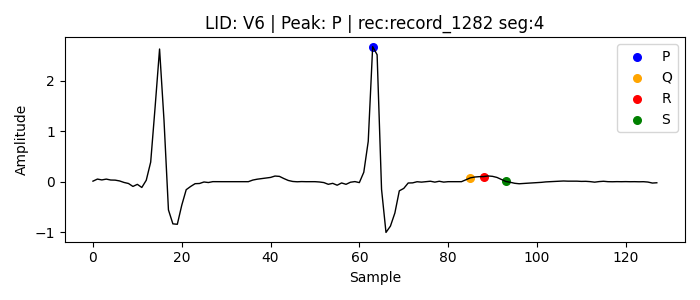 LID: V6 | Peak: P | rec:record_1282 seg:4
Amplitude
2
1
0
−1
P
Q
R
S
0 20 40 60 80 100 120
Sample